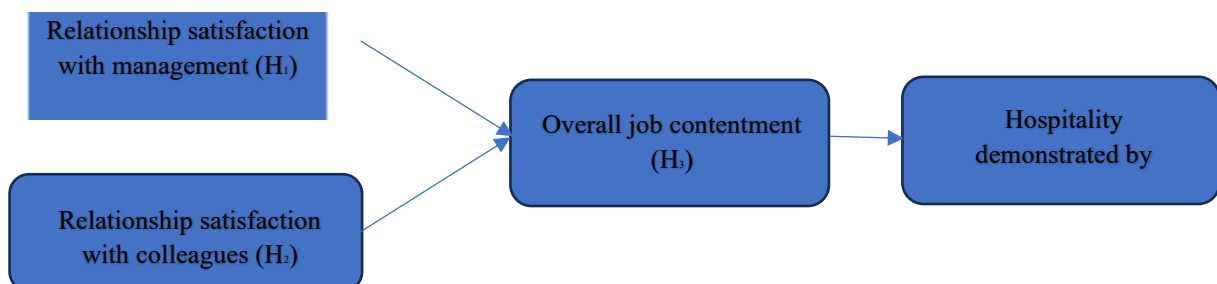 Relationship satisfaction
with management (H₁)
Relationship satisfaction
with colleagues (H₂)
Overall job contentment
(H₃)
Hospitality
demonstrated by